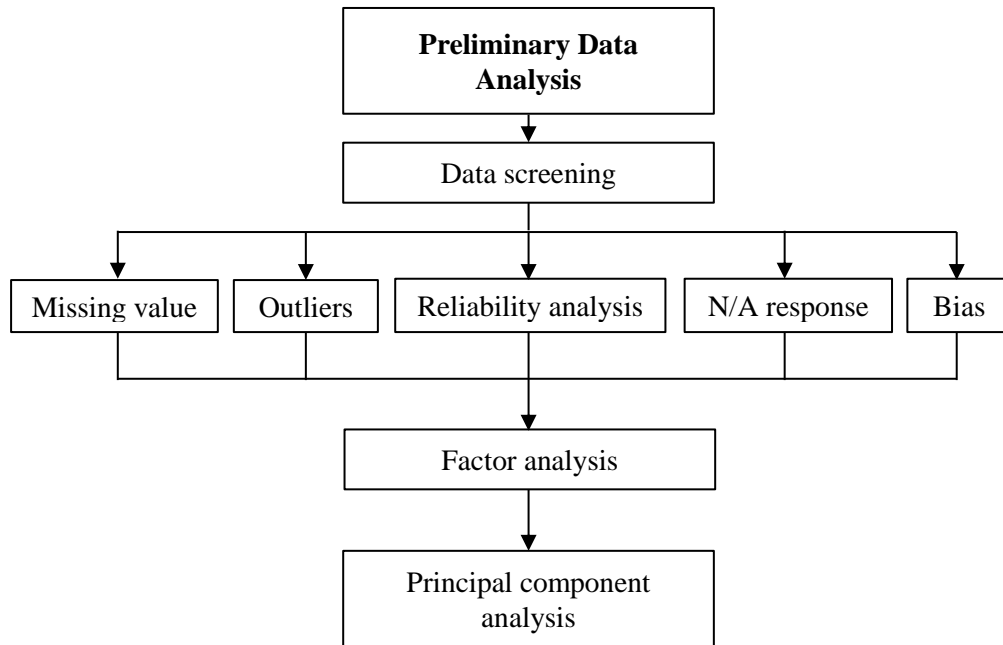 Preliminary Data
Analysis
Data screening
Missing value
Outliers
Reliability analysis
N/A response
Bias
Factor analysis
Principal component
analysis